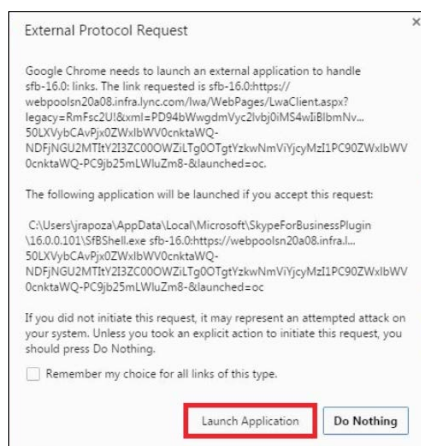 External Protocol Request
Google Chrome needs to launch an external application to handle
sfb-16.0: links. The link requested is sfb-16.0:https://
webpoolsn20a08.infra.lync.com/lwa/WebPages/LwaClient.aspx?
legacy=RmFsc2U!&xml=PD94bWwgdmVyc2lvbj0iMS4wIiBlbmNv...
50LXVybCAvPjx0ZWxlbWV0cnktaWQ-
NDFjNGU2MTItY2I3ZC00OWZiLTg0OTgtYzkwNmViYjcyMzI1PC90ZWxlbWV
0cnktaWQ-PC9jb25mLWluZm8-&launched=oc.
The following application will be launched if you accept this request:
C:\Users\jrapoza\AppData\Local\Microsoft\SkypeForBusinessPlugin
\16.0.0.101\SfBShell.exe sfb-16.0:https://webpoolsn20a08.infra.l...
50LXVybCAvPjx0ZWxlbWV0cnktaWQ-
NDFjNGU2MTItY2I3ZC00OWZiLTg0OTgtYzkwNmViYjcyMzI1PC90ZWxlbWV
0cnktaWQ-PC9jb25mLWluZm8-&launched=oc
If you did not initiate this request, it may represent an attempted attack on
your system. Unless you took an explicit action to initiate this request, you
should press Do Nothing.
Remember my choice for all links of this type.
Launch Application Do Nothing